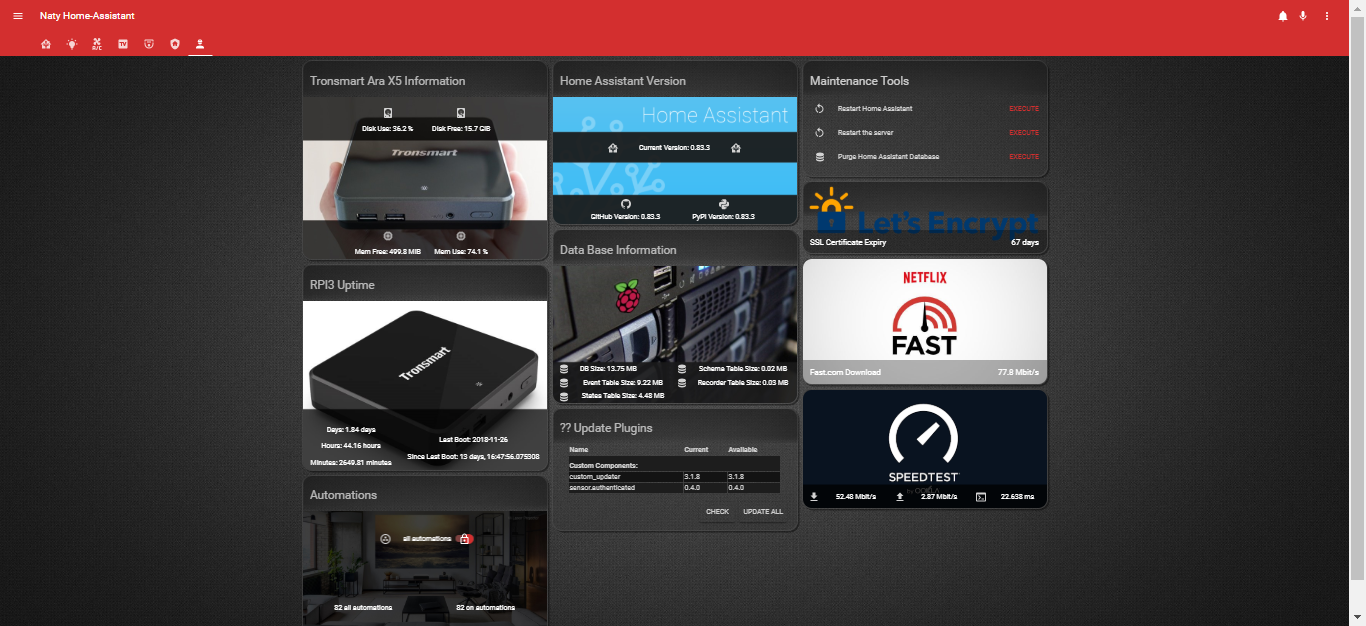 Naty Home-Assistant
A/C
TV
Tronsmart Ara X5 Information
Disk Use: 36.2 %
Disk Free: 15.7 GiB
Tronsmart
Mem Free: 499.8 MiB
Mem Use: 74.1 %
RPI3 Uptime
Tronsmart
Days: 1.84 days
Hours: 44.16 hours
Minutes: 2649.81 minutes
Last Boot: 2018-11-26
Since Last Boot: 13 days, 16:47:56.075308
Automations
all automations
82 all automations
82 on automations
Home Assistant Version
Home Assistant
Current Version: 0.83.3
GitHub Version: 0.83.3
PyPI Version: 0.83.3
Data Base Information
DB Size: 13.75 MB
Schema Table Size: 0.02 MB
Event Table Size: 9.22 MB
Recorder Table Size: 0.03 MB
States Table Size: 4.48 MB
?? Update Plugins
Name Current Available
Custom Components:
custom_updater 3.1.8 3.1.8
sensor.authenticated 0.4.0 0.4.0
CHECK UPDATE ALL
Maintenance Tools
Restart Home Assistant EXECUTE
Restart the server EXECUTE
Purge Home Assistant Database EXECUTE
Let's Encrypt
SSL Certificate Expiry 67 days
NETFLIX
FAST
Fast.com Download 77.8 Mbit/s
SPEEDTEST
52.48 Mbit/s
2.87 Mbit/s
22.638 ms